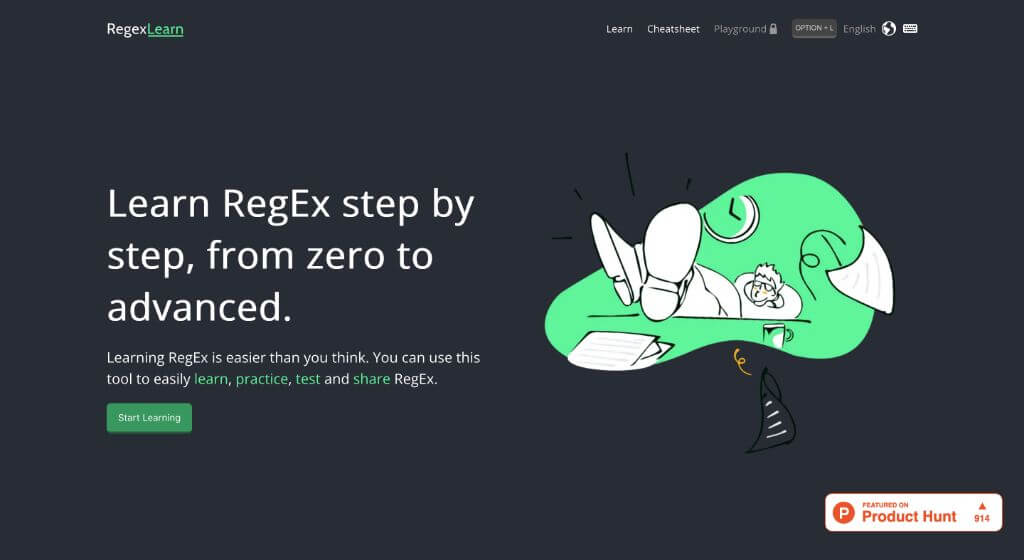 RegexLearn
Learn
Cheatsheet
Playground
OPTION + L
English
Learn RegEx step by
step, from zero to
advanced.
Learning RegEx is easier than you think. You can use this
tool to easily learn, practice, test and share RegEx.
Start Learning
P
FEATURED ON
Product Hunt
914